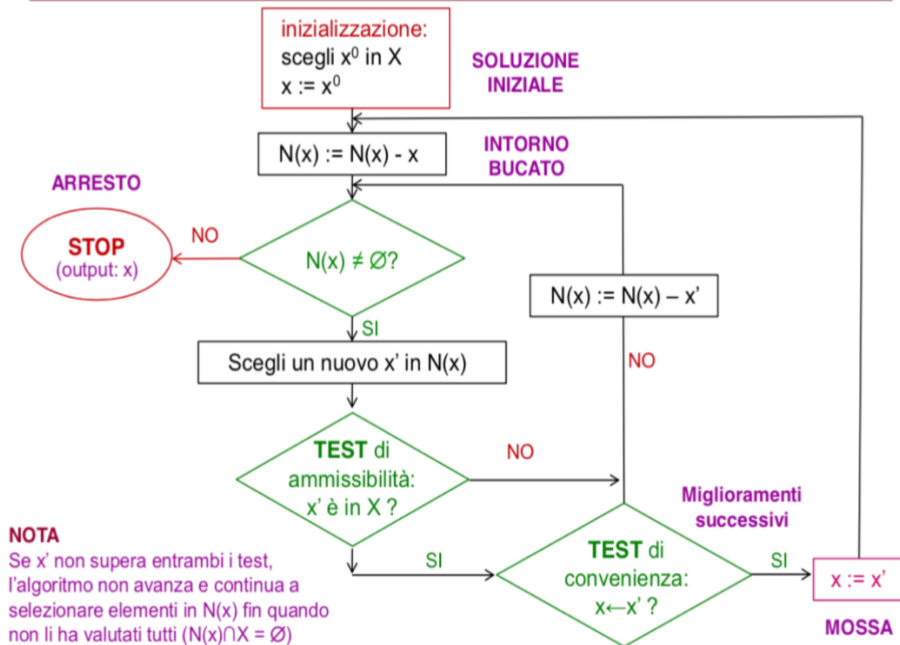 inizializzazione:
scegli x⁰ in X
x := x⁰
SOLUZIONE
INIZIALE
N(x) := N(x) - x
INTORNO
BUCATO
ARRESTO
STOP
(output: x)
NO
N(x) ≠ Ø?
N(x) := N(x) – x'
SI
Scegli un nuovo x' in N(x)
NO
TEST di
ammissibilità:
x' è in X ?
NO
Miglioramenti
successivi
NOTA
Se x' non supera entrambi i test,
l'algoritmo non avanza e continua a
selezionare elementi in N(x) fin quando
non li ha valutati tutti (N(x)∩X = Ø)
SI
TEST di
convenienza:
x←x' ?
SI
x := x'
MOSSA